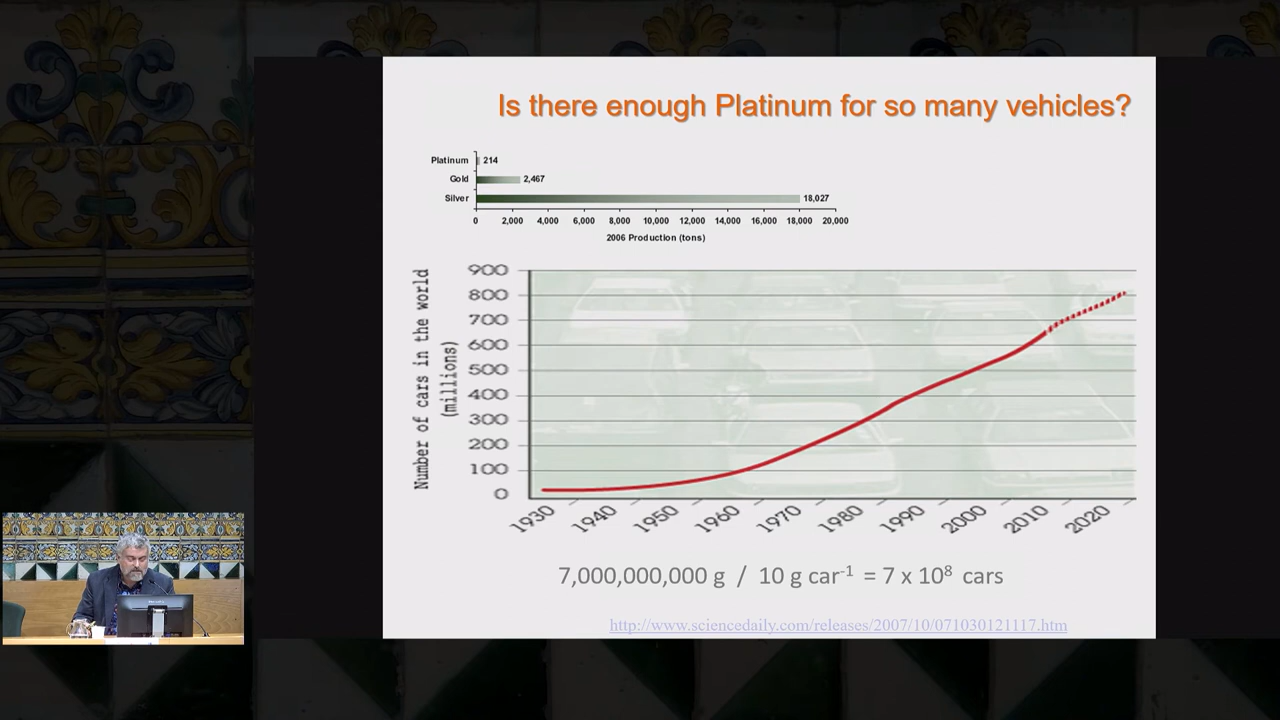 Is there enough Platinum for so many vehicles?
Platinum 214
Gold 2,467
Silver 18,027
0 2,000 4,000 6,000 8,000 10,000 12,000 14,000 16,000 18,000 20,000
2006 Production (tons)
Number of cars in the world
(millions)
900
800
700
600
500
400
300
200
100
0
1930 1940 1950 1960 1970 1980 1990 2000 2010 2020
7,000,000,000 g / 10 g car⁻¹ = 7 x 10⁸ cars
http://www.sciencedaily.com/releases/2007/10/071030121117.htm